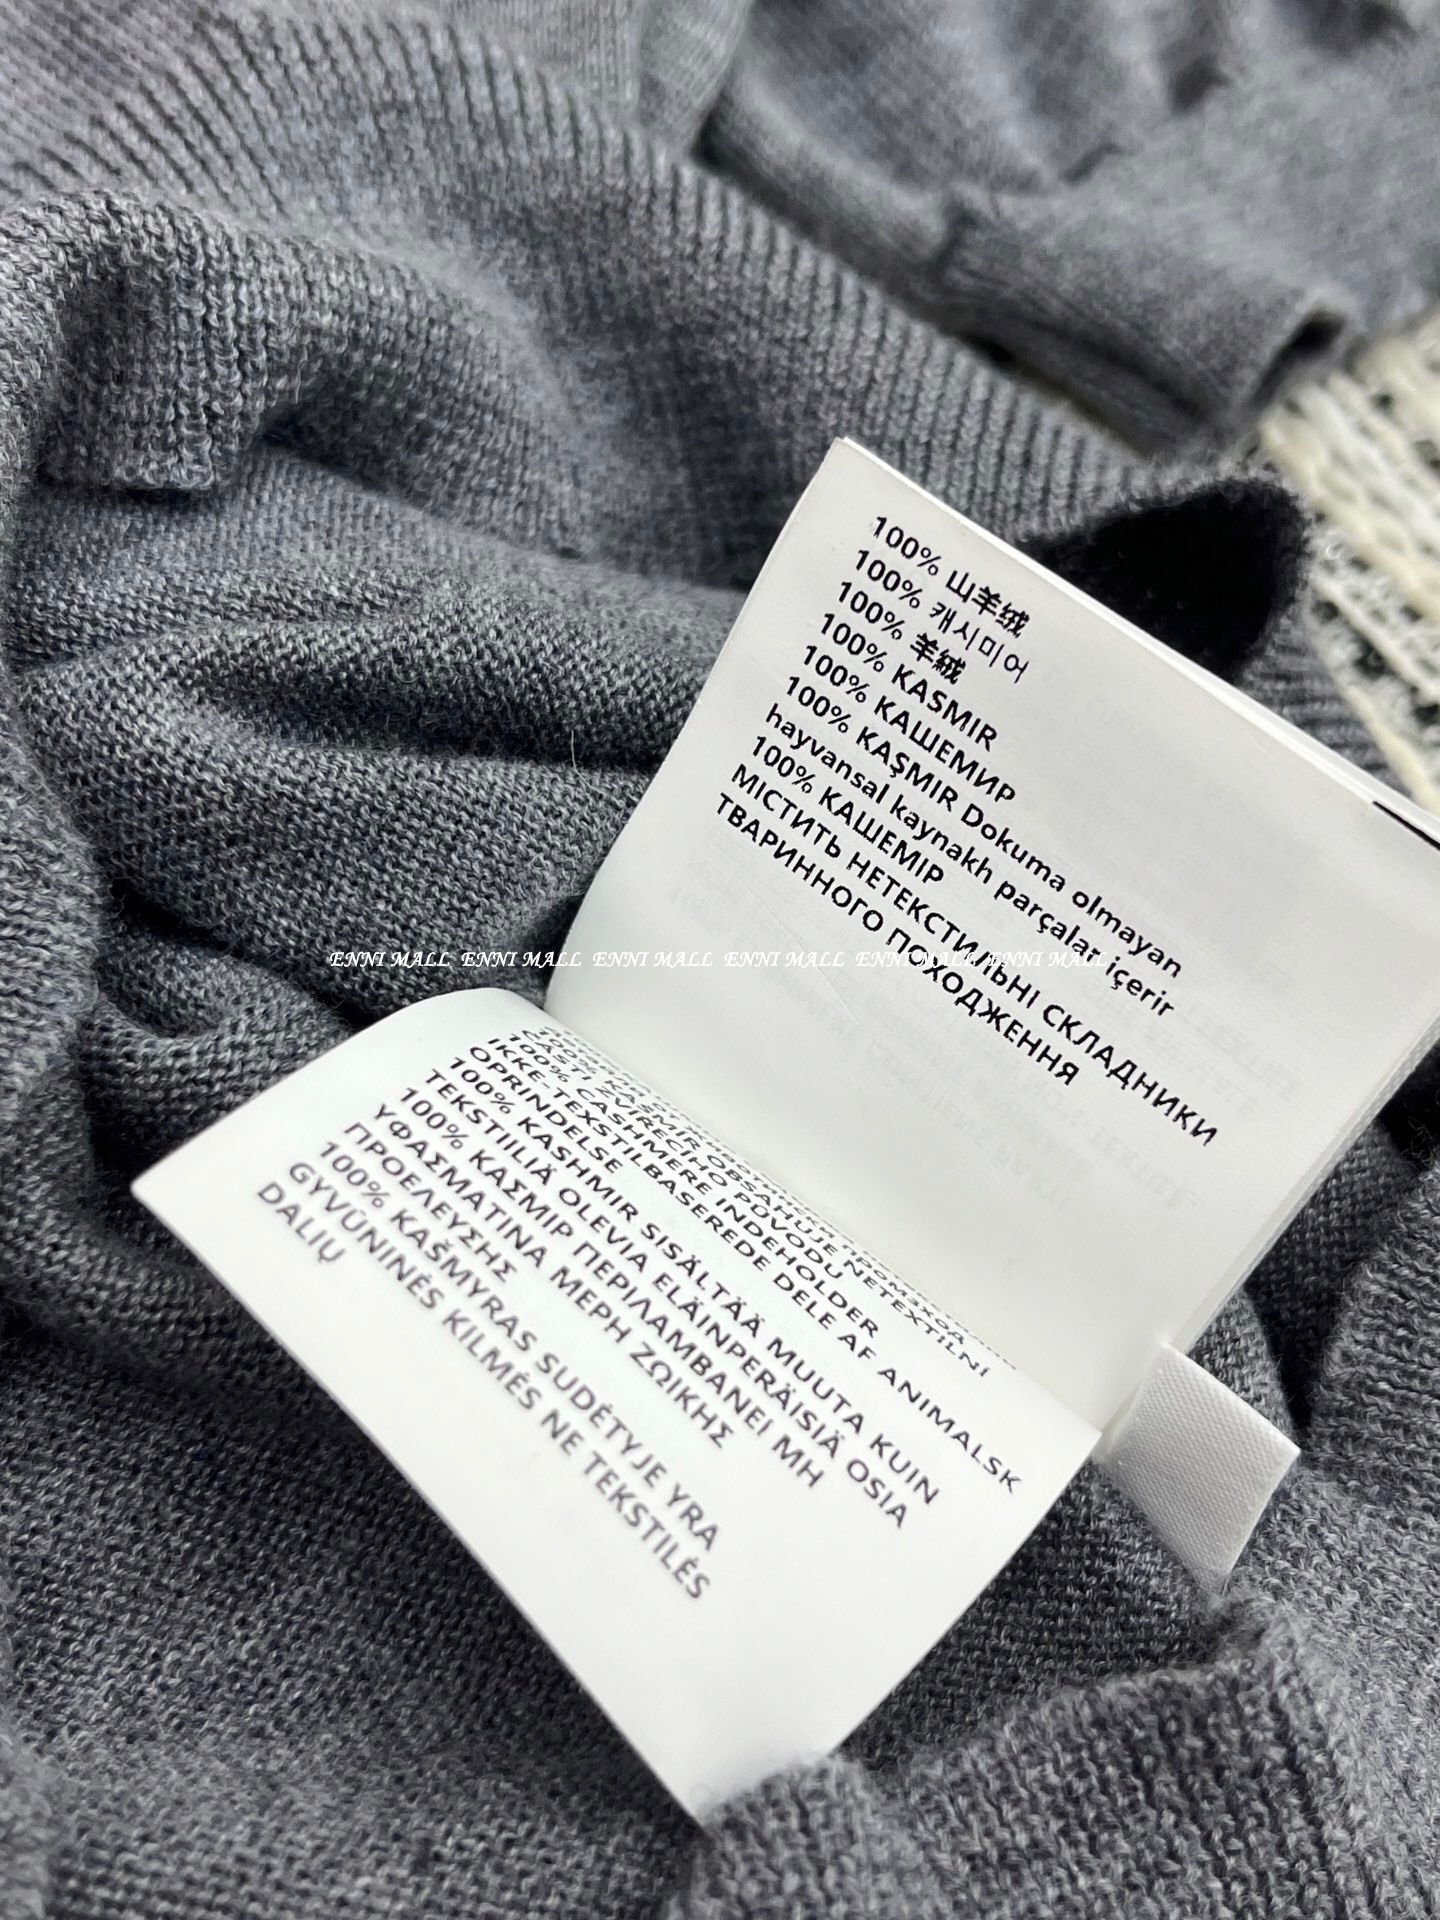 100% 山羊绒
100% 캐시미어
100% 羊絨
100% KASMIR
100% КАШЕМИР
100% KAŞMIR Dokuma olmayan
hayvansal kaynakh parçalar içerir
100% КАШЕМІР
МІСТИТЬ НЕТЕКСТИЛЬНІ СКЛАДНИКИ
ТВАРИННОГО ПОХОДЖЕННЯ
ENNI MALL ENNI MALL ENNI MALL ENNI MALL ENNI MALL ENNI MALL
100% CASHMERE INDEHOLDER
IKKE-TEXSTILBASEREDE DELE AF ANIMALSK
OPRINDELSE
100% KASHMIR SISÄLTÄÄ MUUTA KUIN
TEKSTIILIÄ OLEVIA ELÄINPERÄISIÄ OSIA
100% ΚΑΣΜΙΡ ΠΕΡΙΛΑΜΒΑΝΕΙ ΜΗ
ΥΦΑΣΜΑΤΙΝΑ ΜΕΡΗ ΖΩΙΚΗΣ
ΠΡΟΕΛΕΥΣΗΣ
100% KAŠMYRAS SUDĖTYJE YRA
GYVŪNINĖS KILMĖS NE TEKSTILĖS
DALIŲ